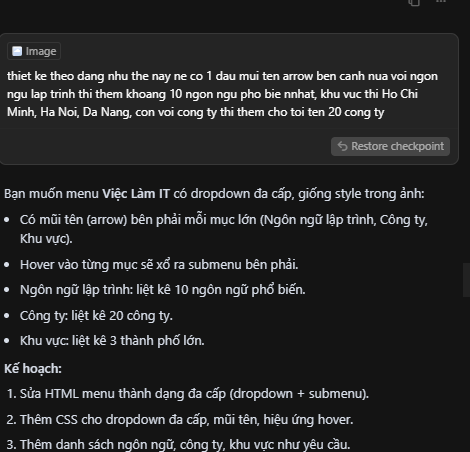 Image
thiet ke theo dang nhu the nay ne co 1 dau mui ten arrow ben canh nua voi ngon
ngu lap trinh thi them khoang 10 ngon ngu pho bie nnhat, khu vuc thi Ho Chi
Minh, Ha Noi, Da Nang, con voi cong ty thi them cho toi ten 20 cong ty
Restore checkpoint
Bạn muốn menu Việc Làm IT có dropdown đa cấp, giống style trong ảnh:
• Có mũi tên (arrow) bên phải mỗi mục lớn (Ngôn ngữ lập trình, Công ty,
Khu vực).
• Hover vào từng mục sẽ xổ ra submenu bên phải.
• Ngôn ngữ lập trình: liệt kê 10 ngôn ngữ phổ biến.
• Công ty: liệt kê 20 công ty.
• Khu vực: liệt kê 3 thành phố lớn.
Kế hoạch:
1. Sửa HTML menu thành dạng đa cấp (dropdown + submenu).
2. Thêm CSS cho dropdown đa cấp, mũi tên, hiệu ứng hover.
3. Thêm danh sách ngôn ngữ, công ty, khu vực như yêu cầu.